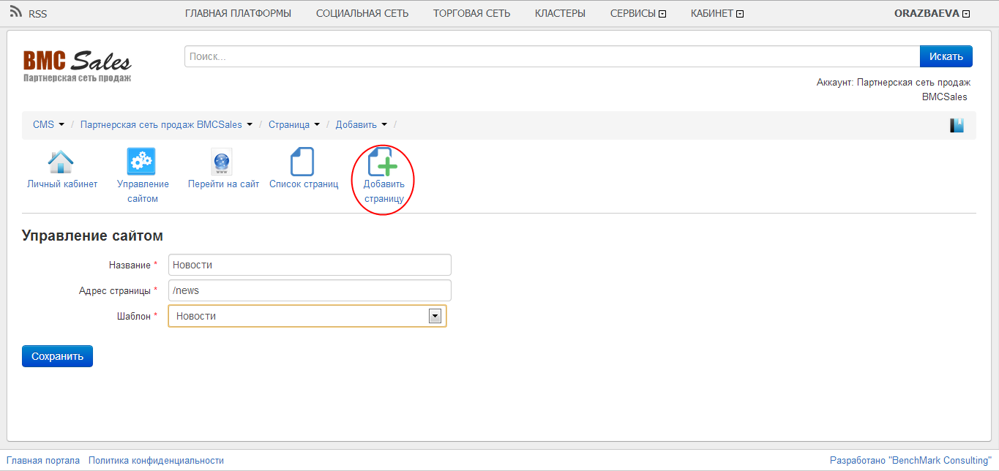 RSS ГЛАВНАЯ ПЛАТФОРМЫ СОЦИАЛЬНАЯ СЕТЬ ТОРГОВАЯ СЕТЬ КЛАСТЕРЫ СЕРВИСЫ КАБИНЕТ ORAZBAEVA
BMC Sales
Партнерская сеть продаж
Поиск... Искать
Аккаунт: Партнерская сеть продаж
BMCSales
CMS / Партнерская сеть продаж BMCSales / Страница / Добавить /
Личный кабинет
Управление
сайтом
Перейти на сайт
Список страниц
Добавить
страницу
Управление сайтом
Название * Новости
Адрес страницы * /news
Шаблон * Новости
Сохранить
Главная портала Политика конфиденциальности Разработано "BenchMark Consulting"